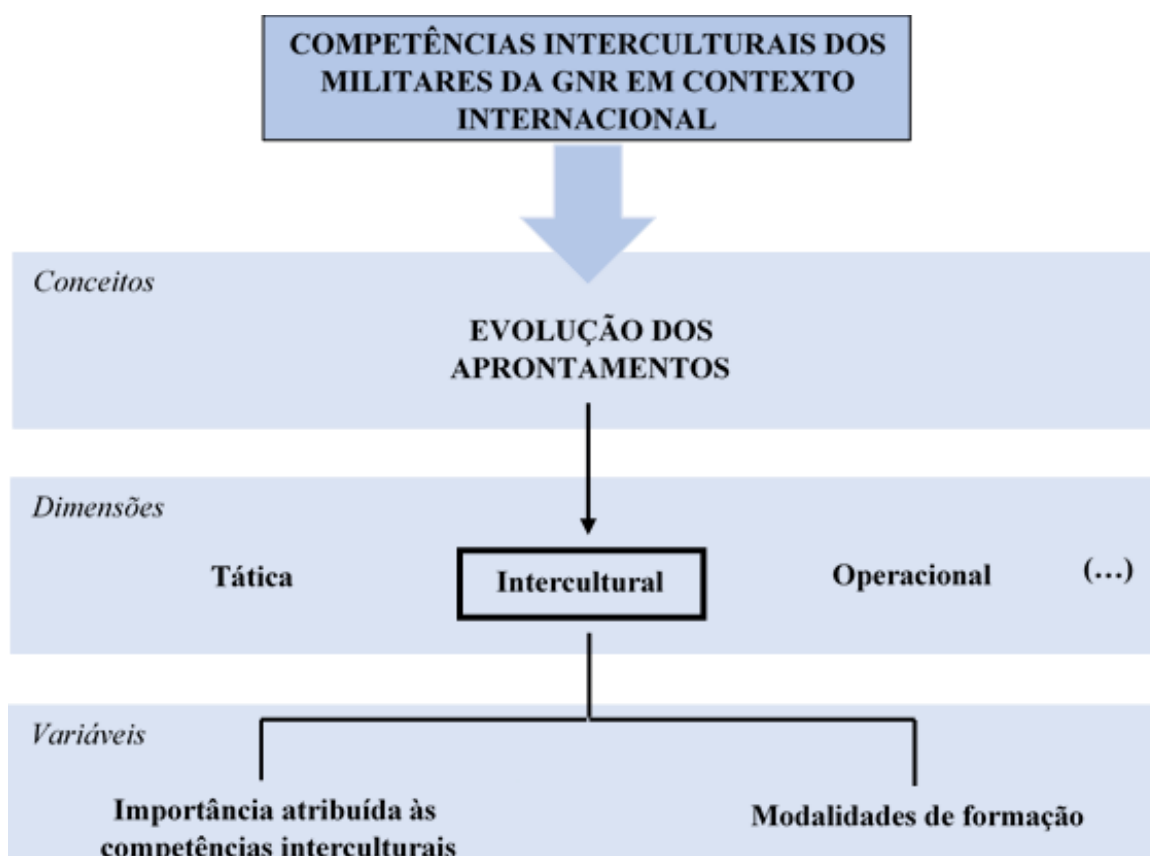 COMPETÊNCIAS INTERCULTURAIS DOS
MILITARES DA GNR EM CONTEXTO
INTERNACIONAL
Conceitos
EVOLUÇÃO DOS
APRONTAMENTOS
Dimensões
Tática Intercultural Operacional (...)
Variáveis
Importância atribuída às
competências interculturais
Modalidades de formação